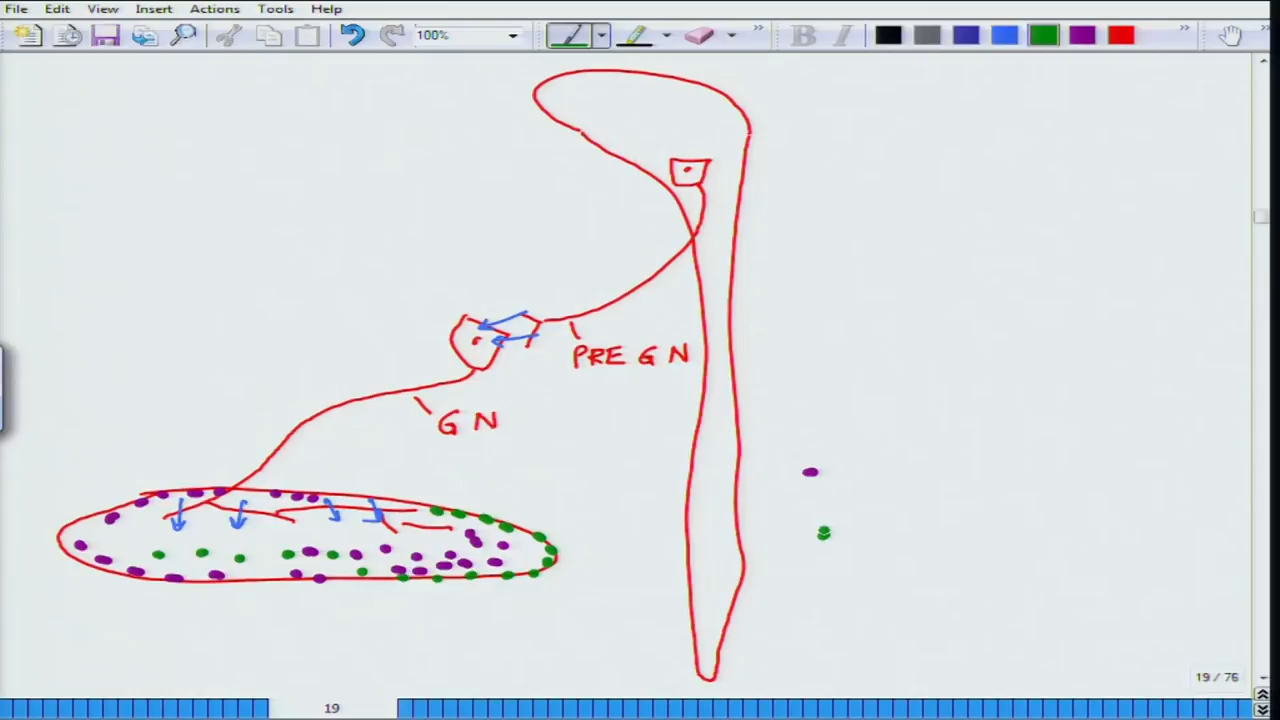 File Edit View Insert Actions Tools Help
100%
B I
PRE G N
G N
19 / 76
19